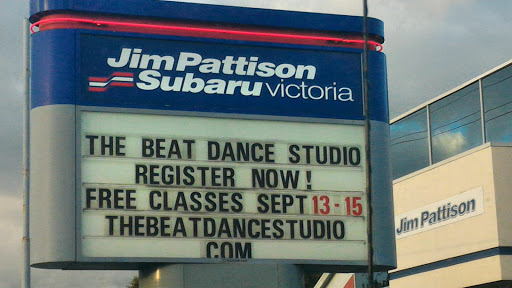 Jim Pattison
Subaru victoria
THE BEAT DANCE STUDIO
REGISTER NOW!
FREE CLASSES SEPT 13-15
THEBEATDANCESTUDIO
COM
Jim Pattison